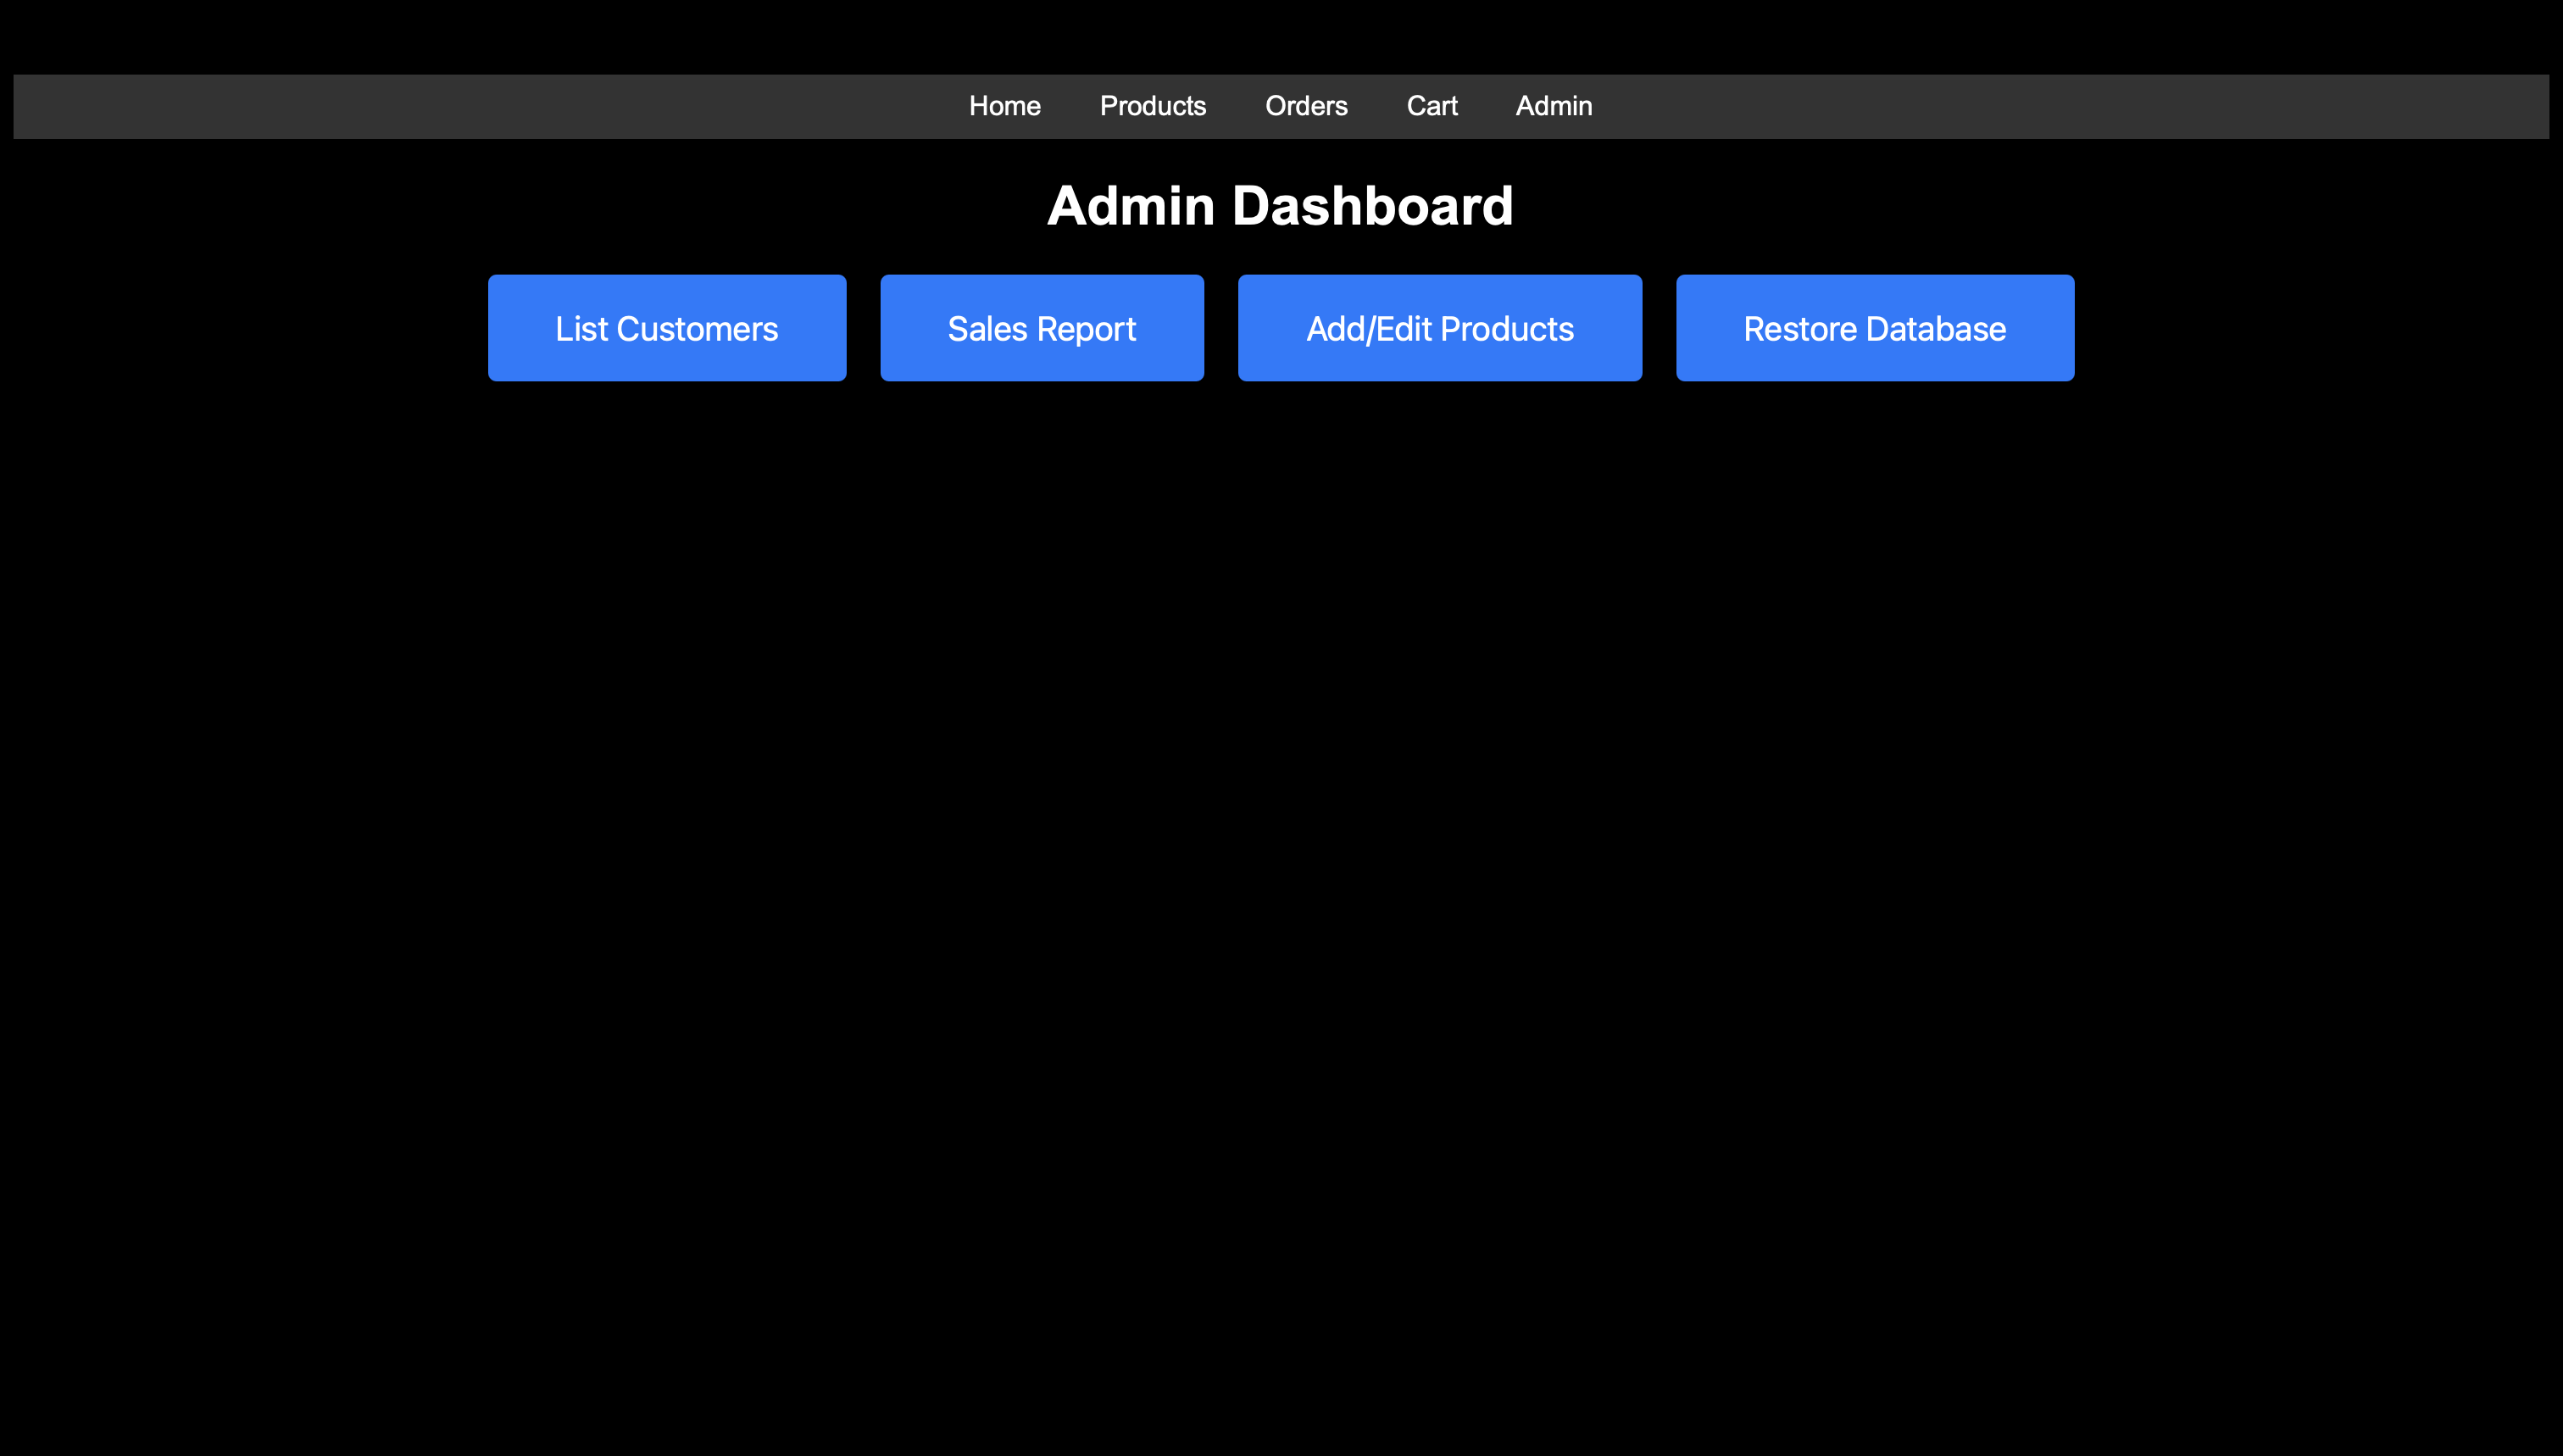 Home Products Orders Cart Admin
Admin Dashboard
List Customers Sales Report Add/Edit Products Restore Database